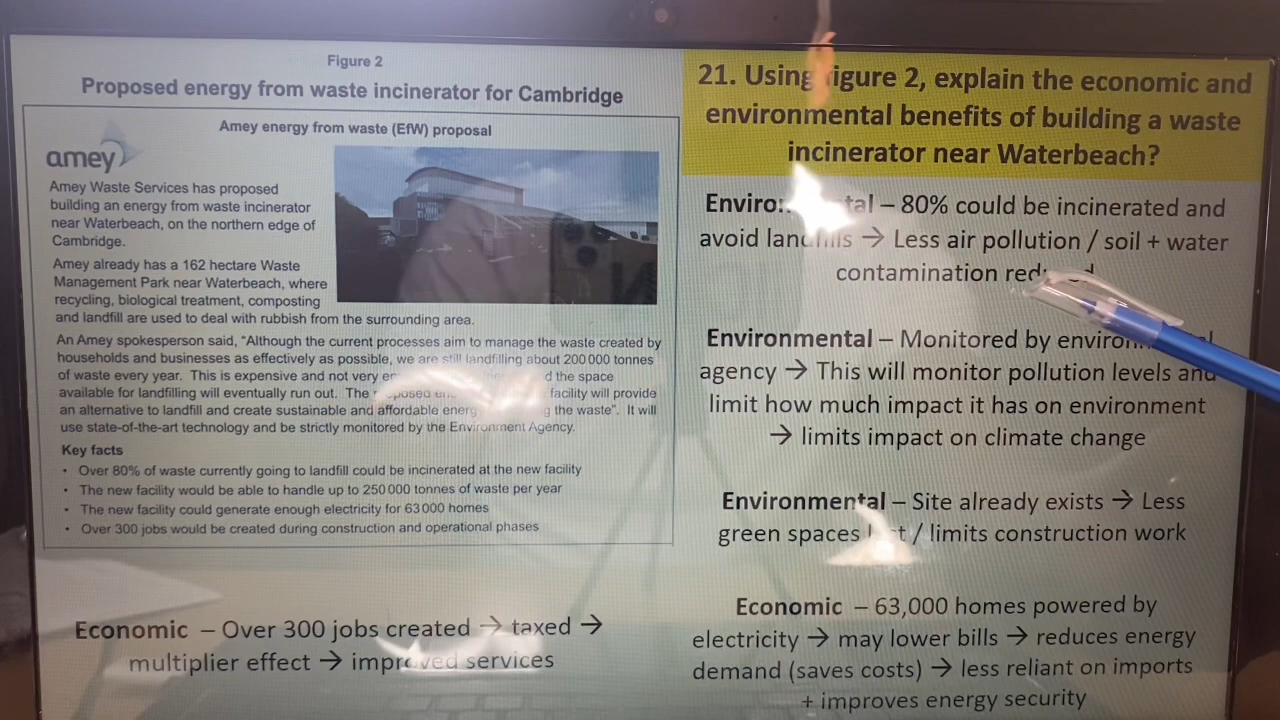 Figure 2
Proposed energy from waste incinerator for Cambridge
Amey energy from waste (EfW) proposal
amey
Amey Waste Services has proposed
building an energy from waste incinerator
near Waterbeach, on the northern edge of
Cambridge.
Amey already has a 162 hectare Waste
Management Park near Waterbeach, where
recycling, biological treatment, composting
and landfill are used to deal with rubbish from the surrounding area.
An Amey spokesperson said, "Although the current processes aim to manage the waste created by
households and businesses as effectively as possible, we are still landfilling about 200 000 tonnes
of waste every year. This is expensive and not very the space
available for landfilling will eventually run out. The facility will provide
an alternative to landfill and create sustainable and affordable the waste". It will
use state-of-the-art technology and be strictly monitored by the Environment Agency.
Key facts
• Over 80% of waste currently going to landfill could be incinerated at the new facility
• The new facility would be able to handle up to 250 000 tonnes of waste per year
• The new facility could generate enough electricity for 63 000 homes
• Over 300 jobs would be created during construction and operational phases
Economic – Over 300 jobs created → taxed →
multiplier effect → improved services
21. Using figure 2, explain the economic and
environmental benefits of building a waste
incinerator near Waterbeach?
Environmental – 80% could be incinerated and
avoid landfills → Less air pollution / soil + water
contamination reduced
Environmental – Monitored by environmental
agency → This will monitor pollution levels and
limit how much impact it has on environment
→ limits impact on climate change
Environmental – Site already exists → Less
green spaces lost / limits construction work
Economic – 63,000 homes powered by
electricity → may lower bills → reduces energy
demand (saves costs) → less reliant on imports
+ improves energy security